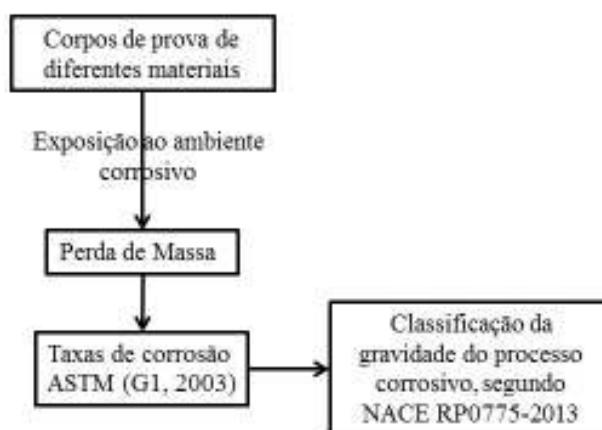 Corpos de prova de
diferentes materiais
Exposição ao ambiente
corrosivo
Perda de Massa
Taxas de corrosão
ASTM (G1, 2003)
Classificação da
gravidade do processo
corrosivo, segundo
NACE RP0775-2013